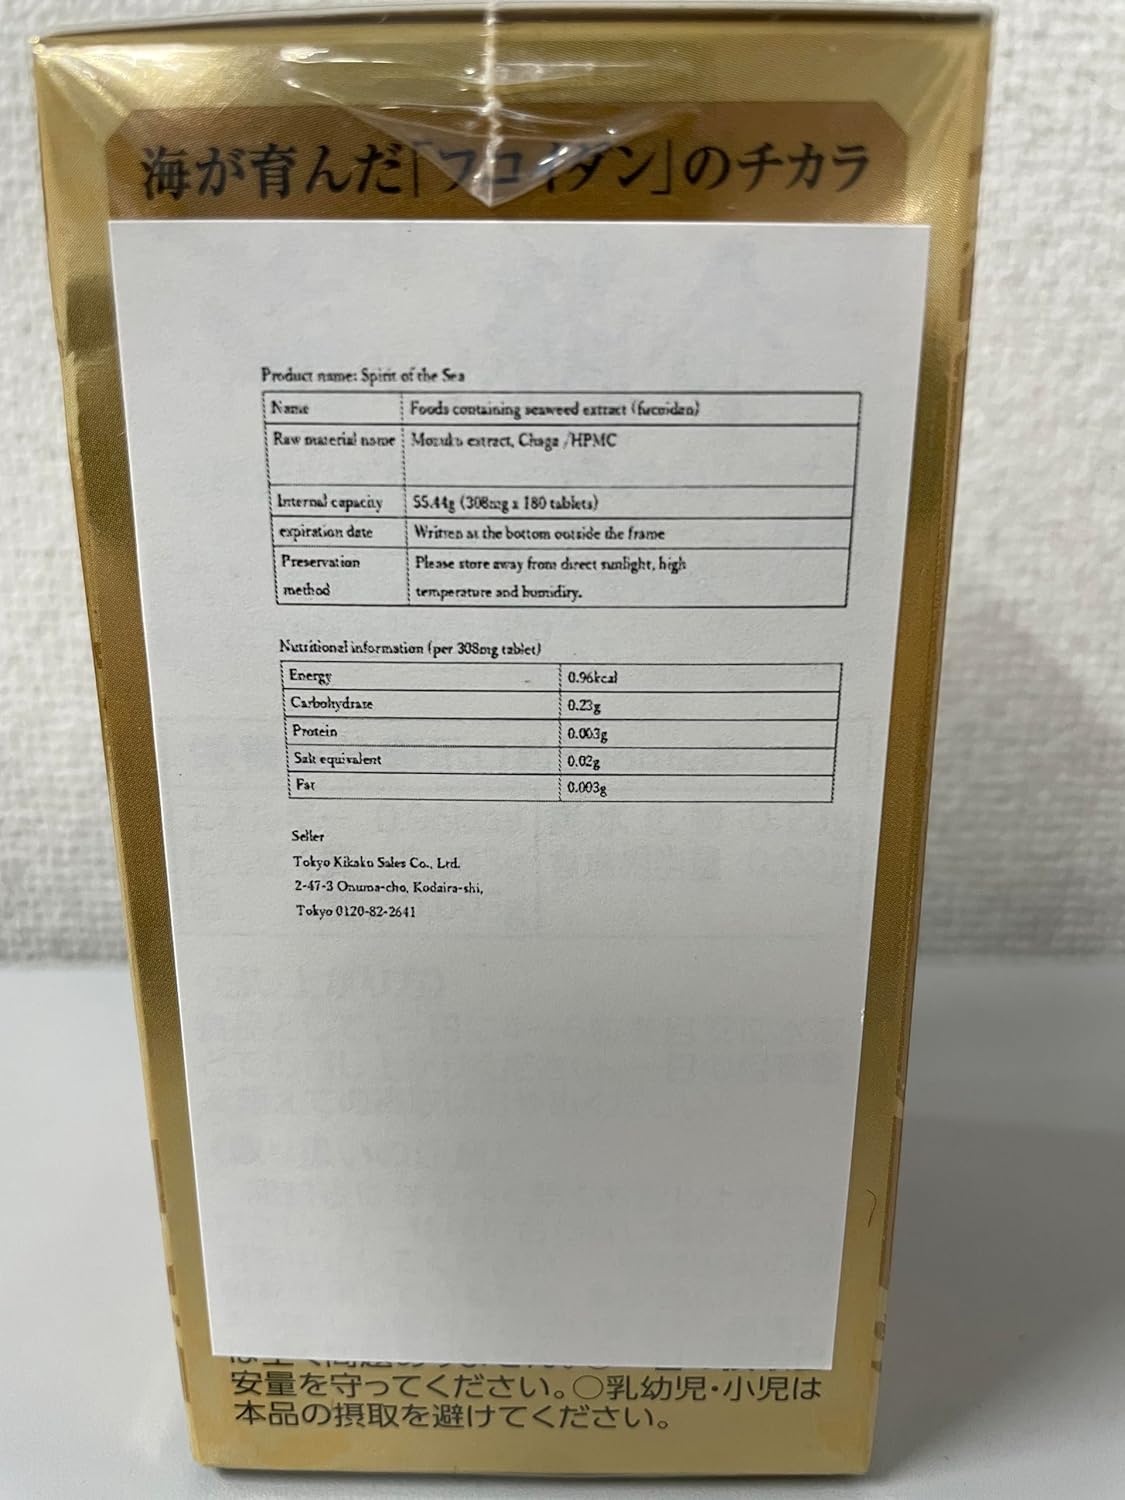 海が育んだ「フコイダン」のチカラ
Product name: Spirit of the Sea
Name Foods containing seaweed extract (fucoidan)
Raw material name Mozuku extract, Chaga /HPMC
Internal capacity 55.44g (308mg x 180 tablets)
expiration date Written at the bottom outside the frame
Preservation Please store away from direct sunlight, high
method temperature and humidiry.
Nutritional information (per 308mg tablet)
Energy 0.96kcal
Carbohydrate 0.23g
Protein 0.003g
Salt equivalent 0.02g
Fat 0.003g
Seller
Tokyo Kikaku Sales Co., Ltd.
2-47-3 Onuma-cho, Kodaira-shi,
Tokyo 0120-82-2641
安量を守ってください。○乳幼児・小児は
本品の摂取を避けてください。